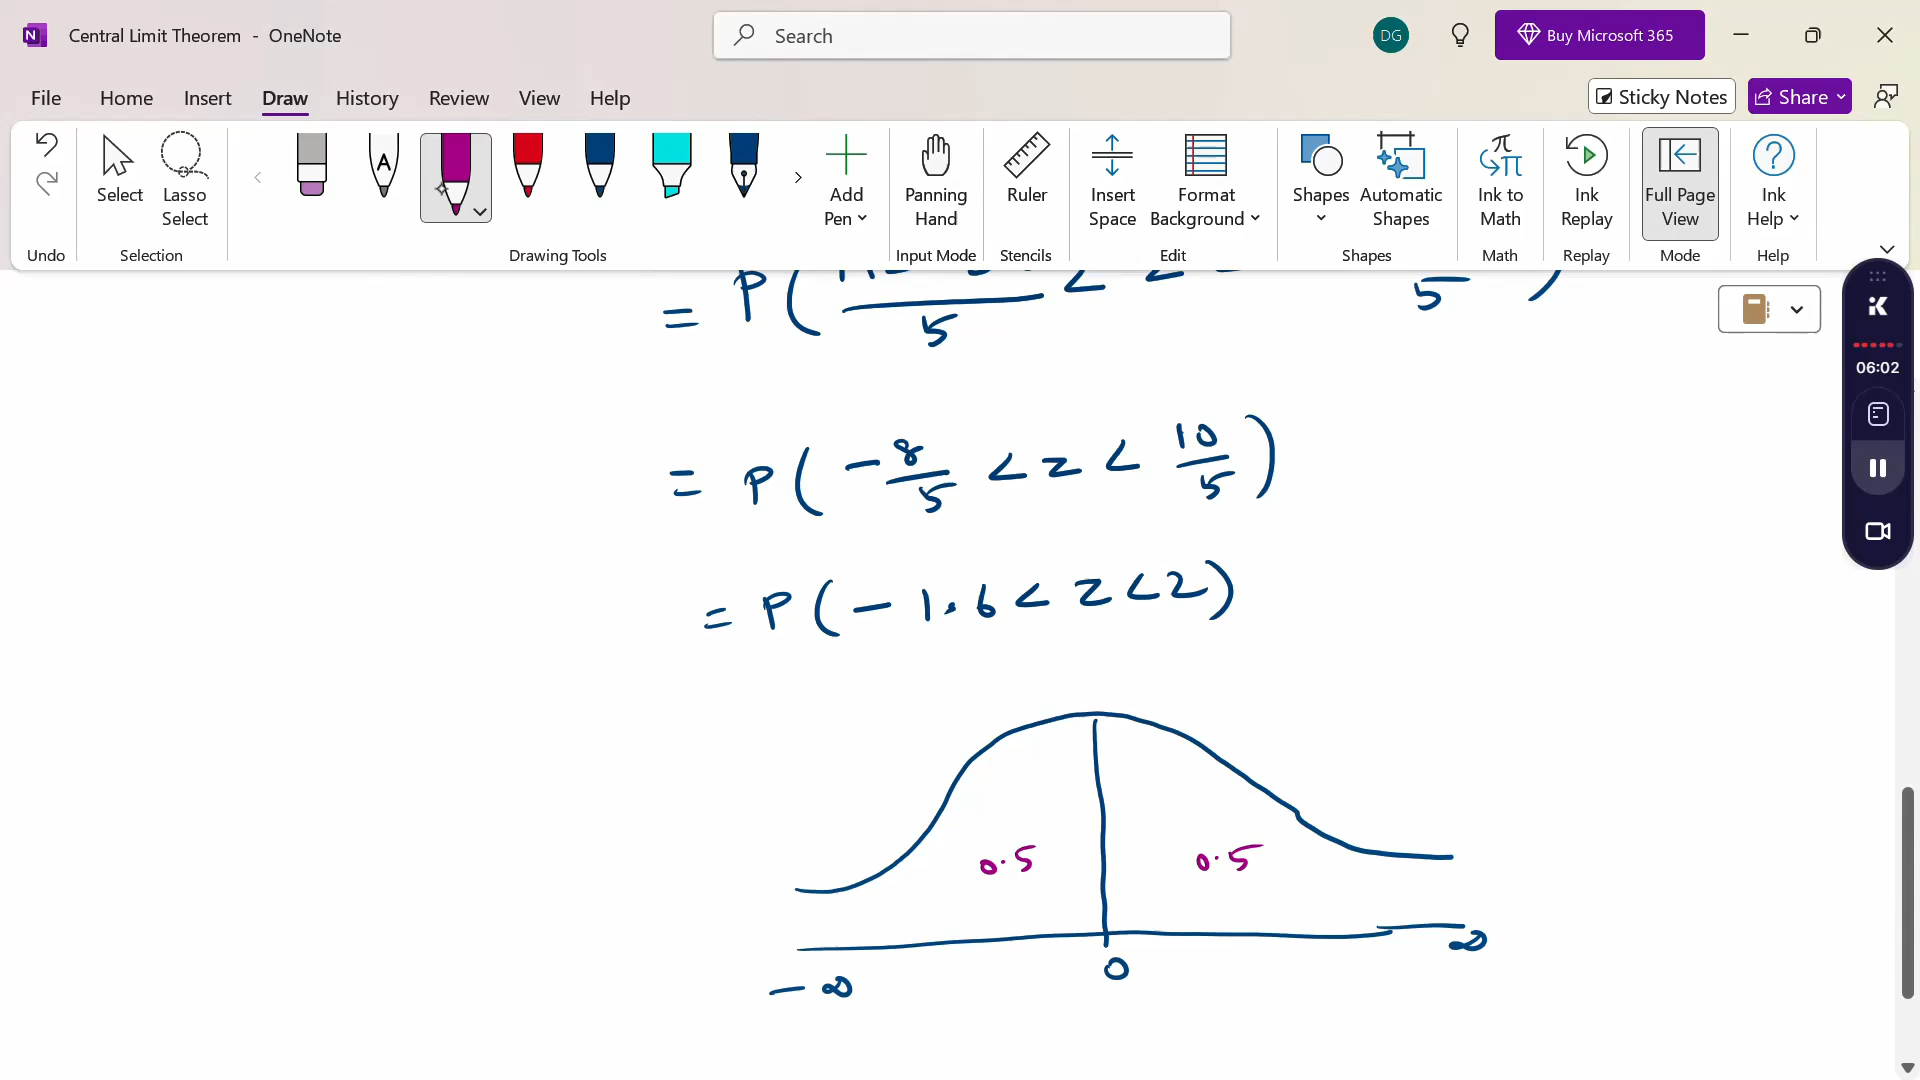 Central Limit Theorem - OneNote
Search
DG
Buy Microsoft 365
File Home Insert Draw History Review View Help
Sticky Notes Share
Select
Lasso Select
A
Add Pen
Panning Hand
Ruler
Insert Space
Format Background
Shapes
Automatic Shapes
Ink to Math
Ink Replay
Full Page View
Ink Help
Undo Selection Drawing Tools Input Mode Stencils Edit Shapes Math Replay Mode Help
06:02
= P( / 5 < z / 5 )
= P( -8/5 < z < 10/5 )
= P( - 1.6 < z < 2 )
0.5 0.5
- ∞ 0 ∞